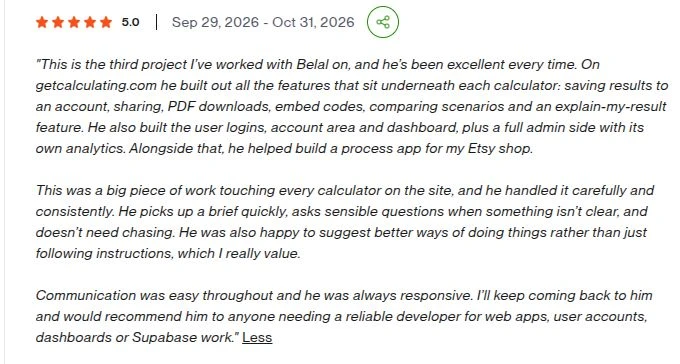 5.0 | Sep 29, 2026 - Oct 31, 2026
"This is the third project I've worked with Belal on, and he's been excellent every time. On
getcalculating.com he built out all the features that sit underneath each calculator: saving results to
an account, sharing, PDF downloads, embed codes, comparing scenarios and an explain-my-result
feature. He also built the user logins, account area and dashboard, plus a full admin side with its
own analytics. Alongside that, he helped build a process app for my Etsy shop.
This was a big piece of work touching every calculator on the site, and he handled it carefully and
consistently. He picks up a brief quickly, asks sensible questions when something isn't clear, and
doesn't need chasing. He was also happy to suggest better ways of doing things rather than just
following instructions, which I really value.
Communication was easy throughout and he was always responsive. I'll keep coming back to him
and would recommend him to anyone needing a reliable developer for web apps, user accounts,
dashboards or Supabase work." Less